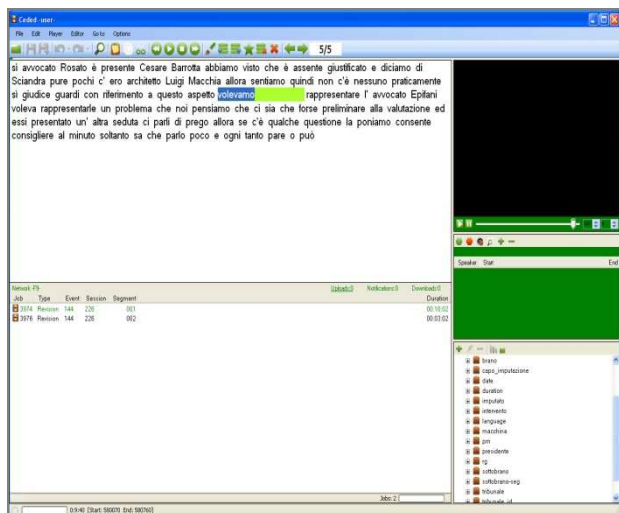 Ceded -user-
File Edit Player Editor Go to Options
5/5
sì avvocato Rosato è presente Cesare Barrotta abbiamo visto che è assente giustificato e diciamo di
Sciandra pure pochi c' ero architetto Luigi Macchia allora sentiamo quindi non c'è nessuno praticamente
sì giudice guardi con riferimento a questo aspetto volevamo rappresentare l' avvocato Epifani
voleva rappresentarle un problema che noi pensiamo che ci sia che forse preliminare alla valutazione ed
essi presentato un' altra seduta ci parli di prego allora se c'è qualche questione la poniamo consente
consigliere al minuto soltanto sa che parlo poco e ogni tanto pare o può
Speaker Start End
Network -F9- Uploads:0 Notifications:0 Downloads:0
Job Type Event Session Segment Duration
3974 Revision 144 226 001 00:10:02
3976 Revision 144 226 002 00:03:02
brano
capo_imputazione
date
duration
imputato
intervento
language
macchina
pm
presidente
rg
sottobrano
sottobrano-seg
tribunale
tribunale_id
Jobs: 2
0:9:40 [Start: 580070 End: 580760]